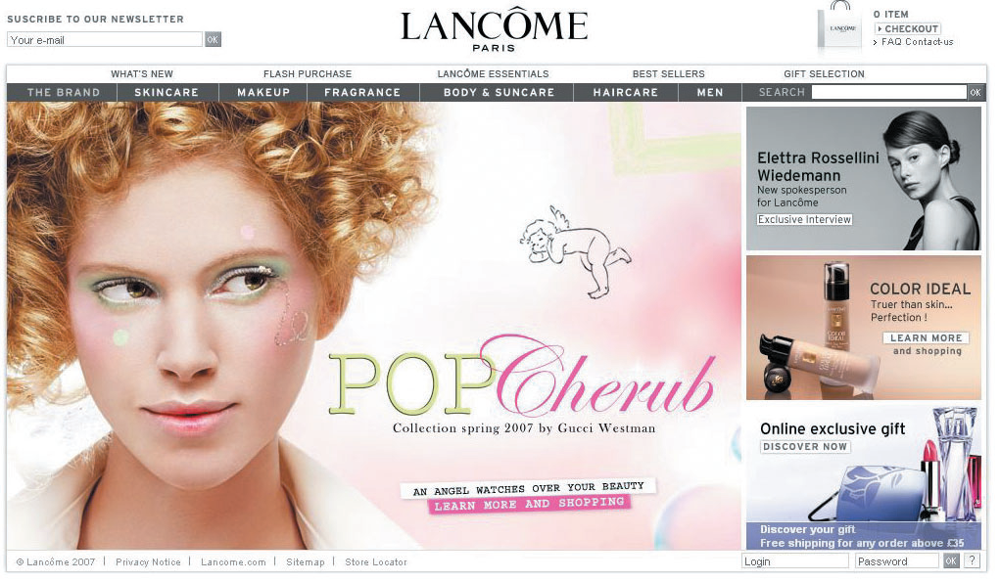 SUSCRIBE TO OUR NEWSLETTER
Your e-mail
OK
LANCÔME
PARIS
LANCÔME
0 ITEM
CHECKOUT
FAQ Contact-us
WHAT'S NEW
FLASH PURCHASE
LANCÔME ESSENTIALS
BEST SELLERS
GIFT SELECTION
THE BRAND
SKINCARE
MAKEUP
FRAGRANCE
BODY & SUNCARE
HAIRCARE
MEN
SEARCH
OK
POP Cherub
Collection spring 2007 by Gucci Westman
AN ANGEL WATCHES OVER YOUR BEAUTY
LEARN MORE AND SHOPPING
Elettra Rossellini
Wiedemann
New spokesperson
for Lancôme
Exclusive Interview
COLOR IDEAL
Truer than skin...
Perfection !
LEARN MORE
and shopping
COLOR
IDEAL
Online exclusive gift
DISCOVER NOW
Discover your gift
Free shipping for any order above £35
© Lancôme 2007
Privacy Notice
Lancome.com
Sitemap
Store Locator
Login
Password
OK
?